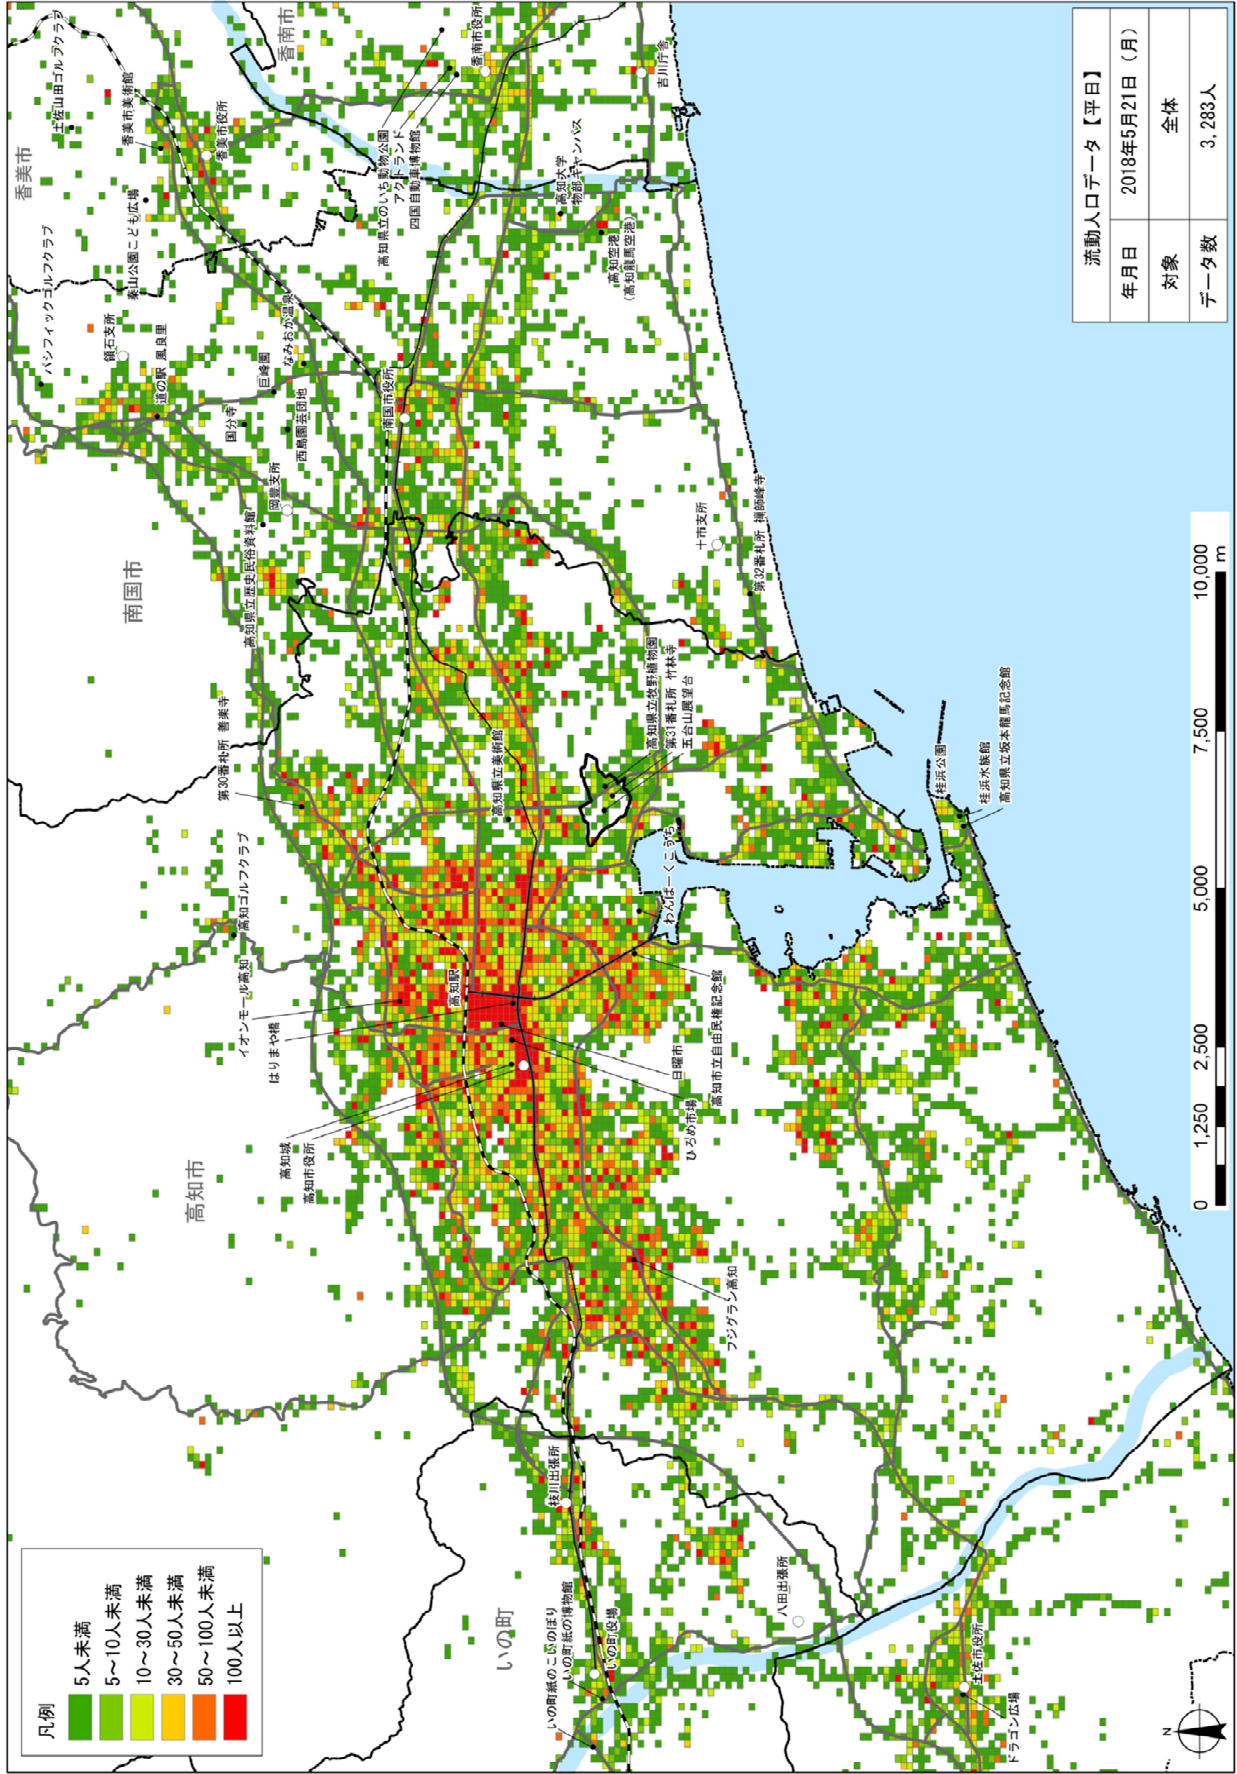 凡例
5人未満
5～10人未満
10～30人未満
30～50人未満
50～100人未満
100人以上
流動人口データ【平日】
年月日 2018年5月21日（月）
対象 全体
データ数 3,283人
いの町
高知市
南国市
香美市
香南市
パシフィックゴルフクラブ
土佐山田ゴルフクラブ
領石支所
秦山公園こども広場
香美市美術館
道の駅 風良里
香美市役所
国分寺
巨峰園
なみおか温泉
岡豊支所
西島園芸団地
高知県立歴史民俗資料館
南国市役所
高知県立のいち動物公園
アクトランド
四国自動車博物館
香南市役所
吉川庁舎
高知大学
物部キャンパス
高知空港
（高知龍馬空港）
第30番札所 善楽寺
高知ゴルフクラブ
イオンモール高知
はりまや橋
高知城
高知市役所
高知駅
高知県立美術館
高知県立牧野植物園
第31番札所 竹林寺
五台山展望台
十市支所
第32番札所 禅師峰寺
わんぱーくこうち
日曜市
高知市立自由民権記念館
ひろめ市場
フジグラン高知
桂浜公園
桂浜水族館
高知県立坂本龍馬記念館
枝川出張所
いの町紙のこいのぼり
いの町紙の博物館
いの町役場
八田出張所
土佐市役所
ドラゴン広場
N
0 1,250 2,500 5,000 7,500 10,000
m